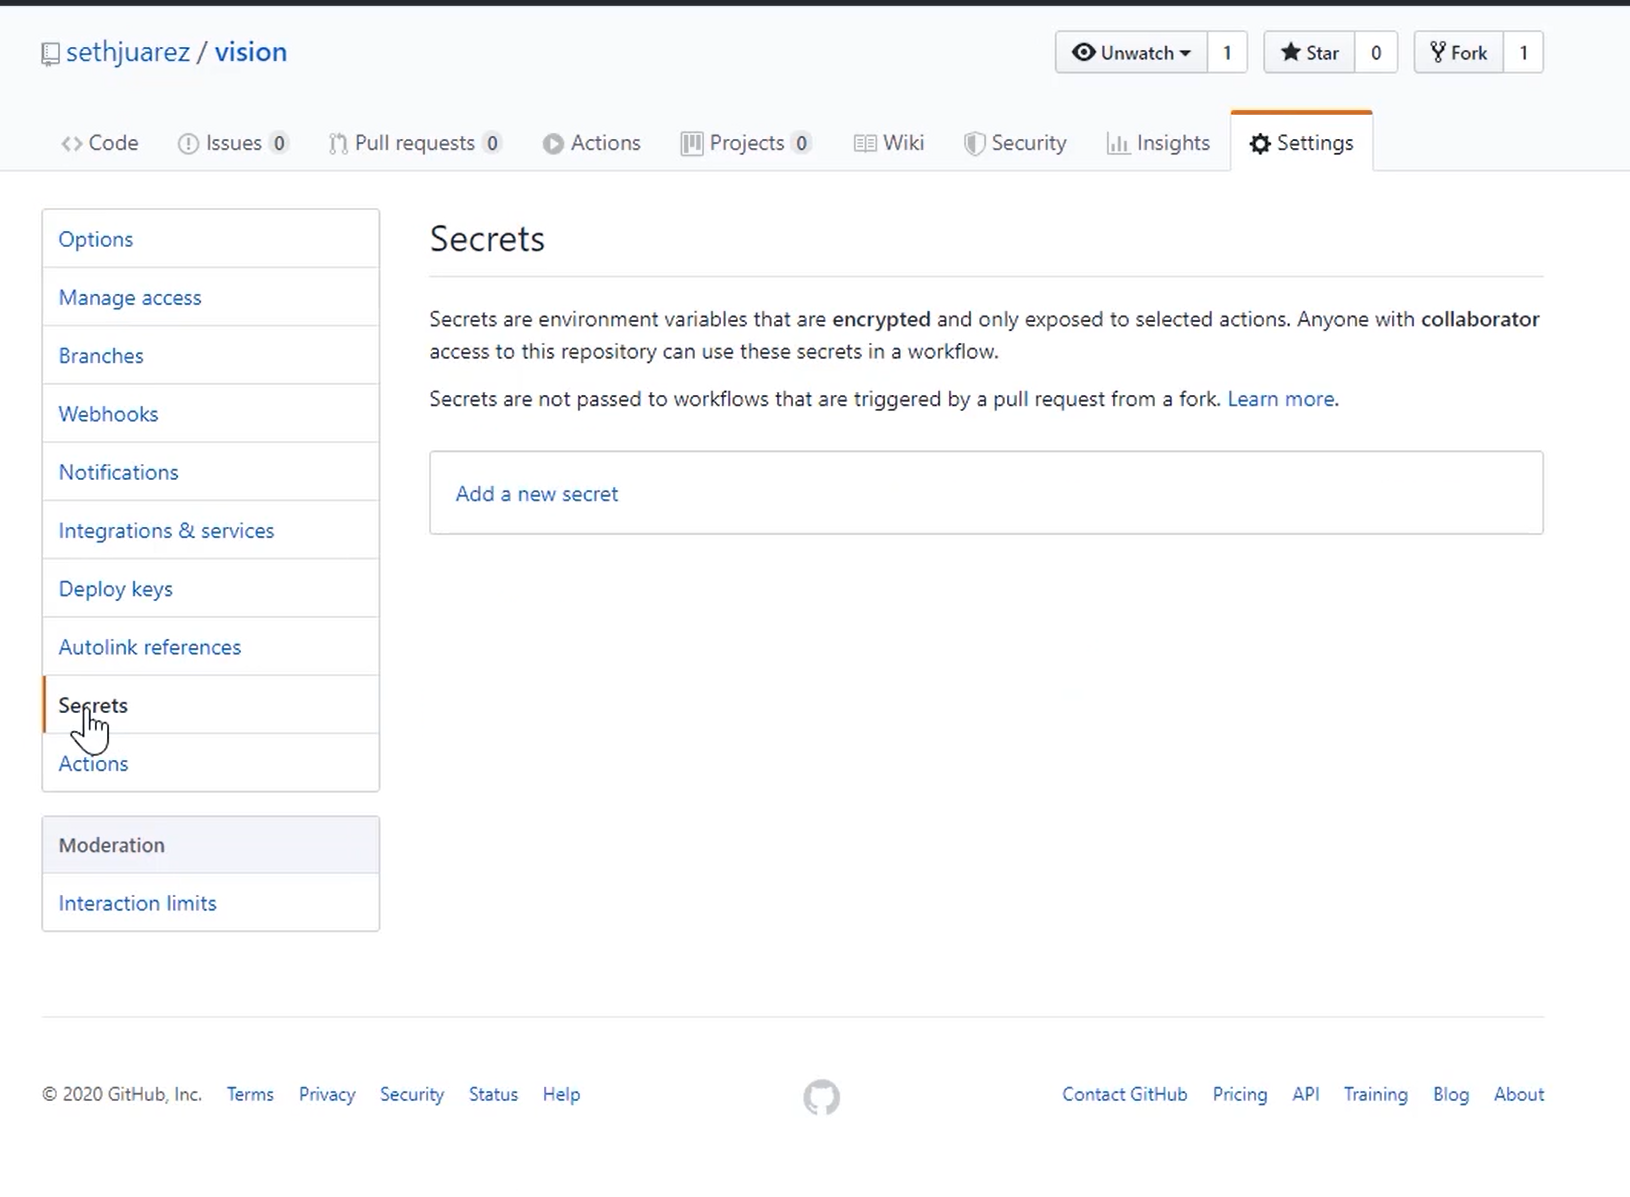 sethjuarez / vision
Unwatch 1 Star 0 Fork 1
Code Issues 0 Pull requests 0 Actions Projects 0 Wiki Security Insights Settings
Options
Manage access
Branches
Webhooks
Notifications
Integrations & services
Deploy keys
Autolink references
Secrets
Actions
Moderation
Interaction limits
Secrets
Secrets are environment variables that are encrypted and only exposed to selected actions. Anyone with collaborator
access to this repository can use these secrets in a workflow.
Secrets are not passed to workflows that are triggered by a pull request from a fork. Learn more.
Add a new secret
© 2020 GitHub, Inc. Terms Privacy Security Status Help Contact GitHub Pricing API Training Blog About